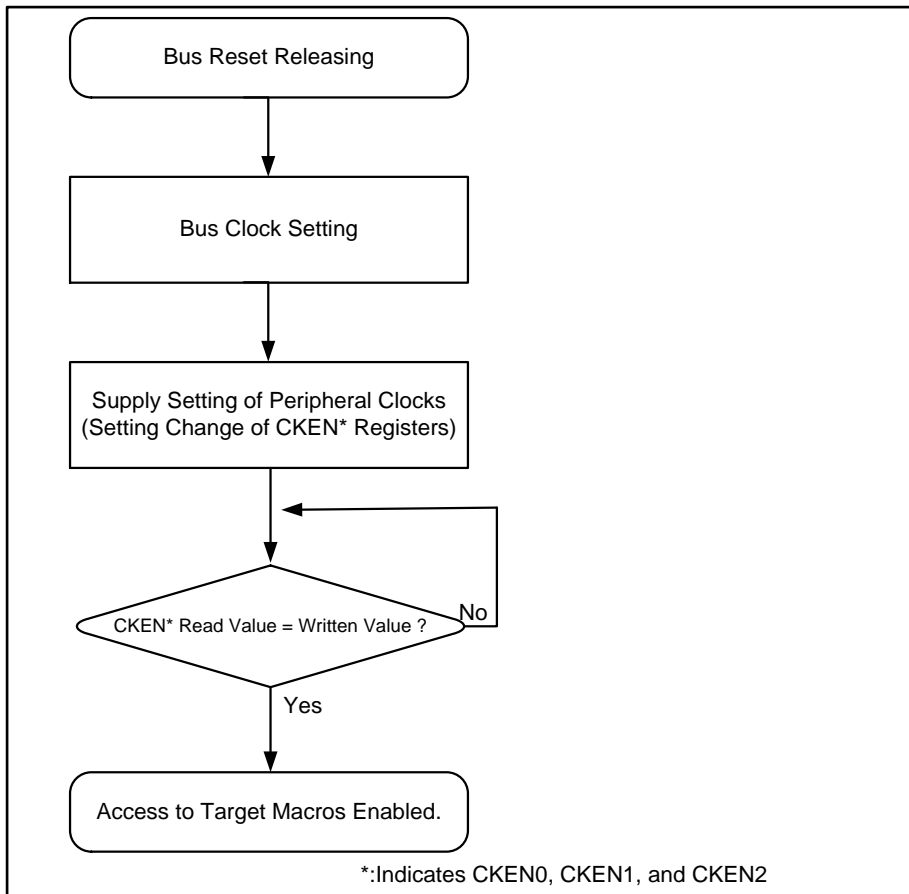 Bus Reset Releasing
Bus Clock Setting
Supply Setting of Peripheral Clocks
(Setting Change of CKEN* Registers)
CKEN* Read Value = Written Value ?
No
Yes
Access to Target Macros Enabled.
*:Indicates CKEN0, CKEN1, and CKEN2